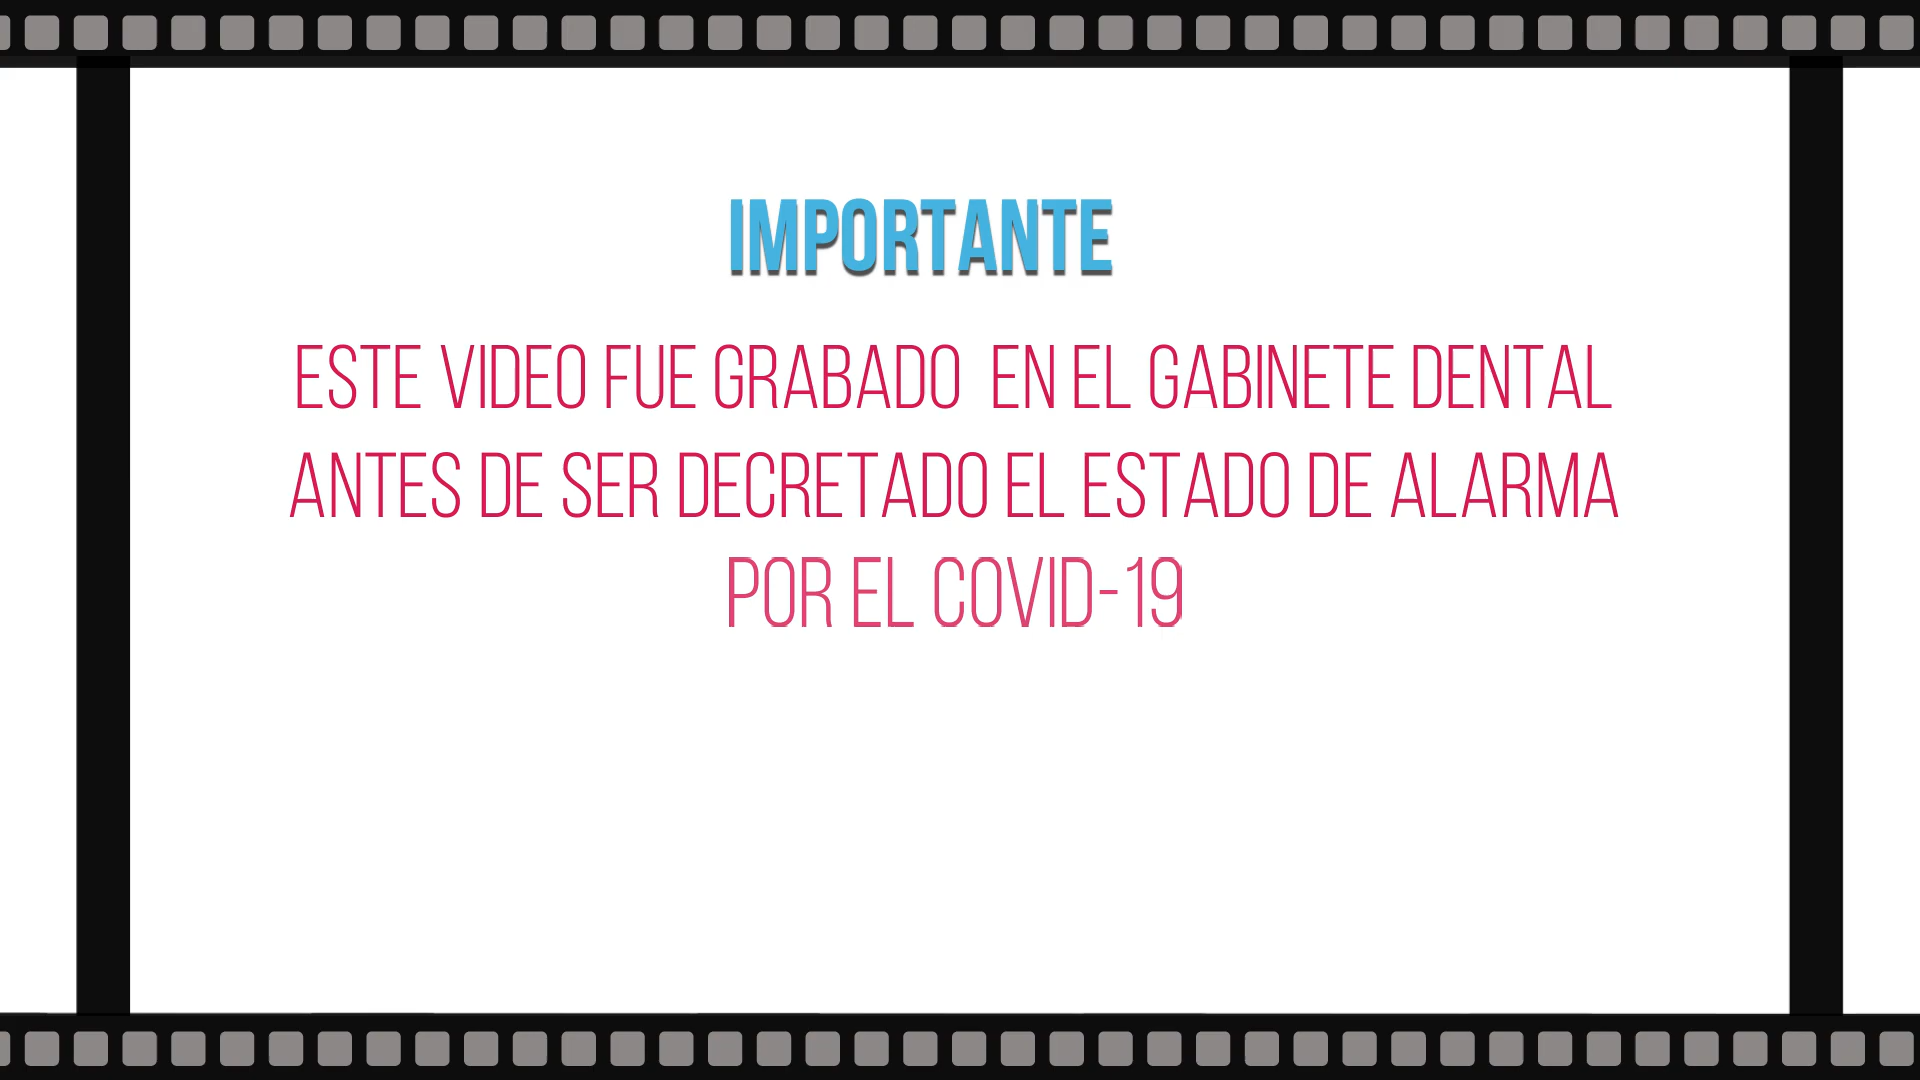 IMPORTANTE
ESTE VIDEO FUE GRABADO EN EL GABINETE DENTAL
ANTES DE SER DECRETADO EL ESTADO DE ALARMA
POR EL COVID-19